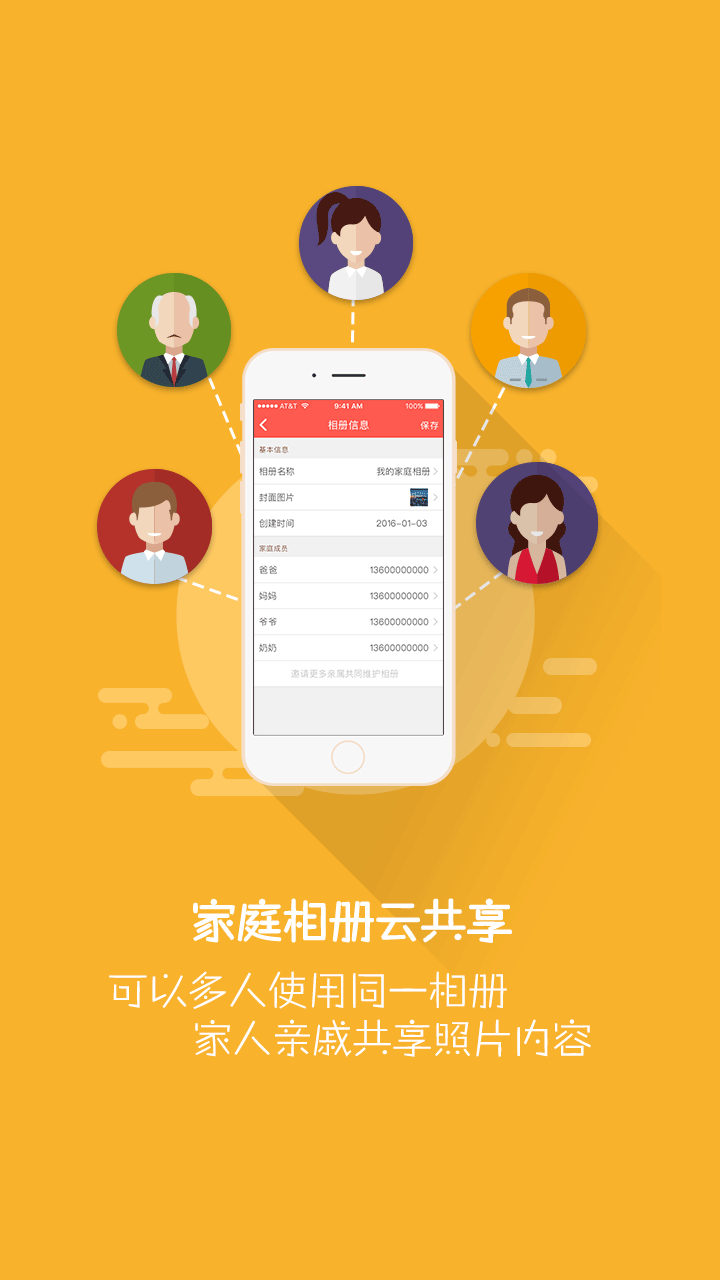 AT&T 9:41 AM 100%
相册信息 保存
基本信息
相册名称 我的家庭相册
封面图片
创建时间 2016-01-03
家庭成员
爸爸 13600000000
妈妈 13600000000
爷爷 13600000000
奶奶 13600000000
邀请更多亲属共同维护相册
家庭相册云共享
可以多人使用同一相册
家人亲戚共享照片内容